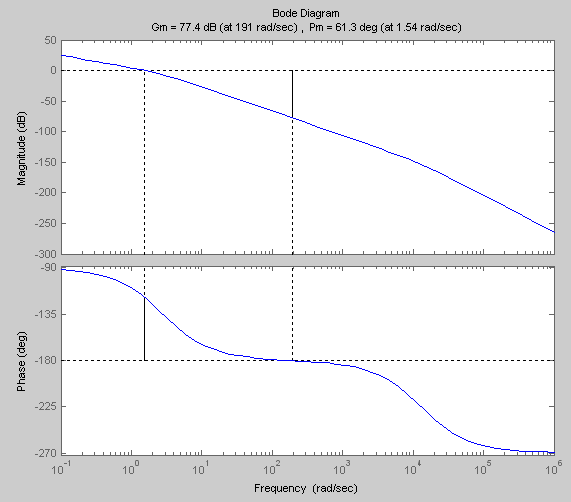 Bode Diagram
Gm = 77.4 dB (at 191 rad/sec) , Pm = 61.3 deg (at 1.54 rad/sec)
50
0
-50
-100
-150
-200
-250
-300
Magnitude (dB)
-90
-135
-180
-225
-270
Phase (deg)
10^-1 10^0 10^1 10^2 10^3 10^4 10^5 10^6
Frequency (rad/sec)